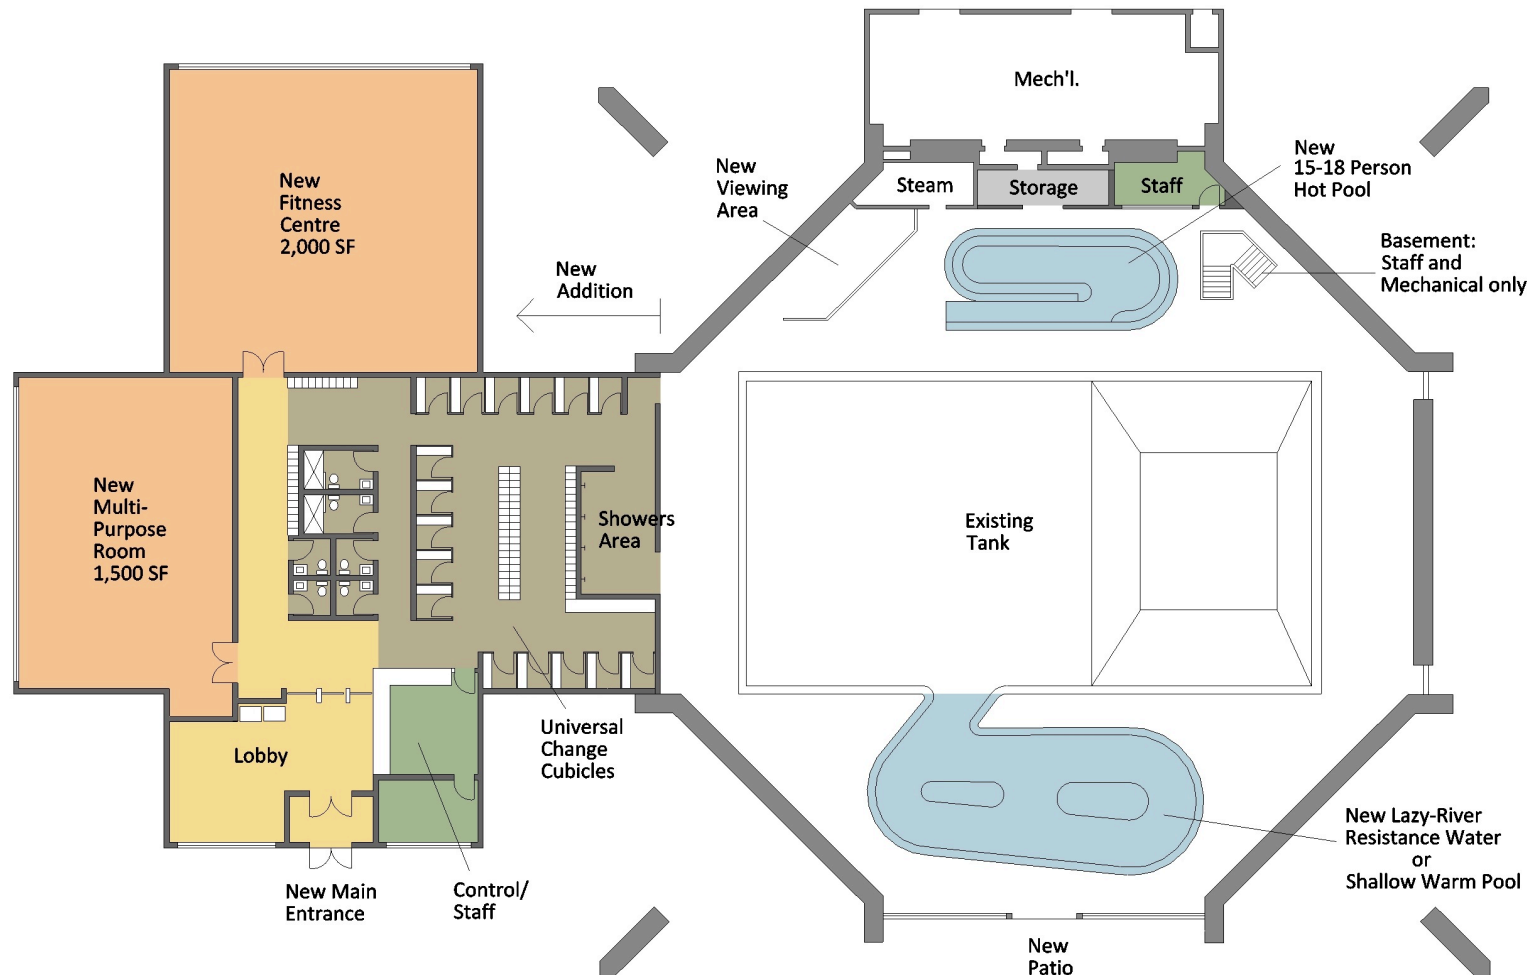 Mech'l.
New
15-18 Person
Hot Pool
New
Viewing
Area
Steam
Storage
Staff
New
Fitness
Centre
2,000 SF
Basement:
Staff and
Mechanical only
New
Addition
New
Multi-
Purpose
Room
1,500 SF
Showers
Area
Existing
Tank
Universal
Change
Cubicles
Lobby
New Lazy-River
Resistance Water
or
Shallow Warm Pool
New Main
Entrance
Control/
Staff
New
Patio